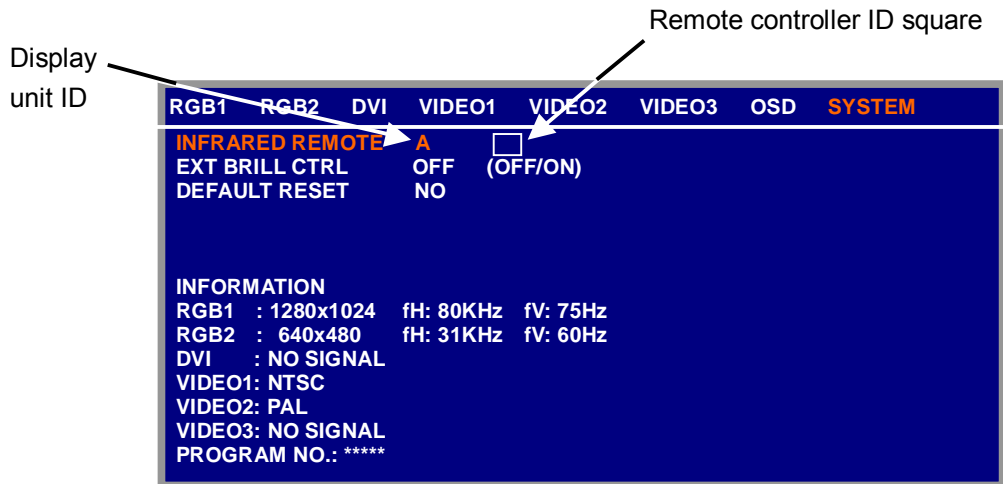 Remote controller ID square
Display
unit ID
RGB1 RGB2 DVI VIDEO1 VIDEO2 VIDEO3 OSD SYSTEM
INFRARED REMOTE A
EXT BRILL CTRL OFF (OFF/ON)
DEFAULT RESET NO
INFORMATION
RGB1 : 1280x1024 fH: 80KHz fV: 75Hz
RGB2 : 640x480 fH: 31KHz fV: 60Hz
DVI : NO SIGNAL
VIDEO1: NTSC
VIDEO2: PAL
VIDEO3: NO SIGNAL
PROGRAM NO.: *****